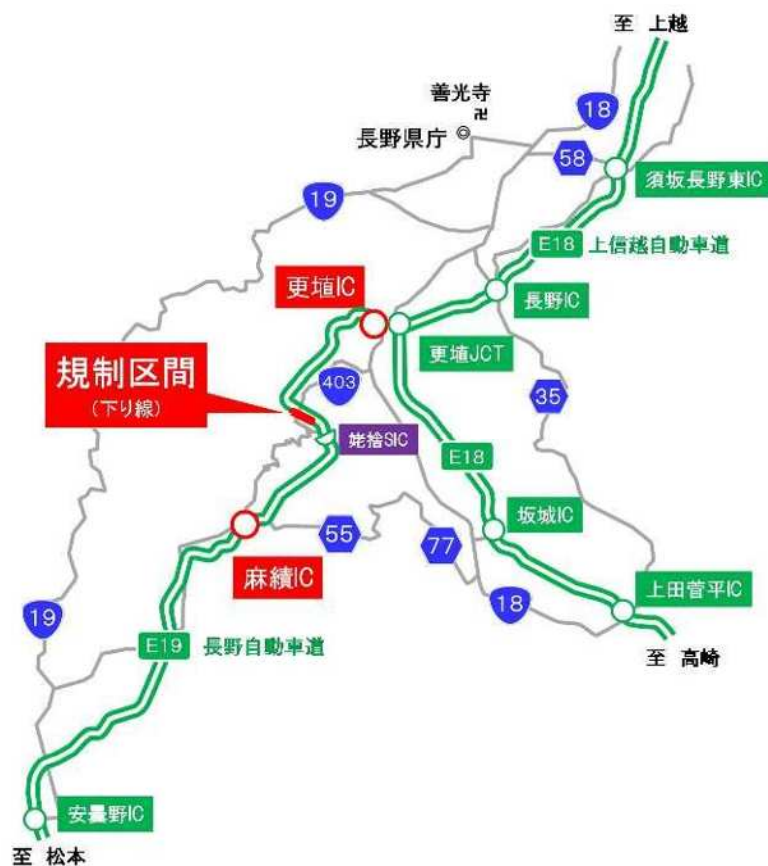 至 上越
善光寺
卍
長野県庁
18
58
須坂長野東IC
19
E18
上信越自動車道
更埴IC
長野IC
更埴JCT
規制区間
(下り線)
403
35
姨捨SIC
E18
坂城IC
55
77
麻績IC
18
上田菅平IC
19
E19
長野自動車道
至 高崎
安曇野IC
至 松本